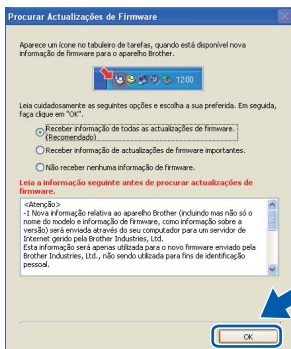 Procurar Actualizações de Firmware
Aparece um ícone no tabuleiro de tarefas, quando está disponível nova
informação de firmware para o aparelho Brother.
12:00
Leia cuidadosamente as seguintes opções e escolha a sua preferida. Em seguida,
faça clique em "OK".
Receber informação de todas as actualizações de firmware.
(Recomendado)
Receber informação de actualizações de firmware importantes.
Não receber nenhuma informação de firmware.
Leia a informação seguinte antes de procurar actualizações de
firmware.
<Atenção>
-1 Nova informação relativa ao aparelho Brother (incluindo mas não só o
nome do modelo e informação de firmware, como informação sobre a
versão) será enviada através do seu computador para um servidor de
Internet gerido pela Brother Industries, Ltd.
Esta informação será apenas utilizada para o novo firmware enviado pela
Brother Industries, Ltd., não sendo utilizada para fins de identificação
pessoal.
OK